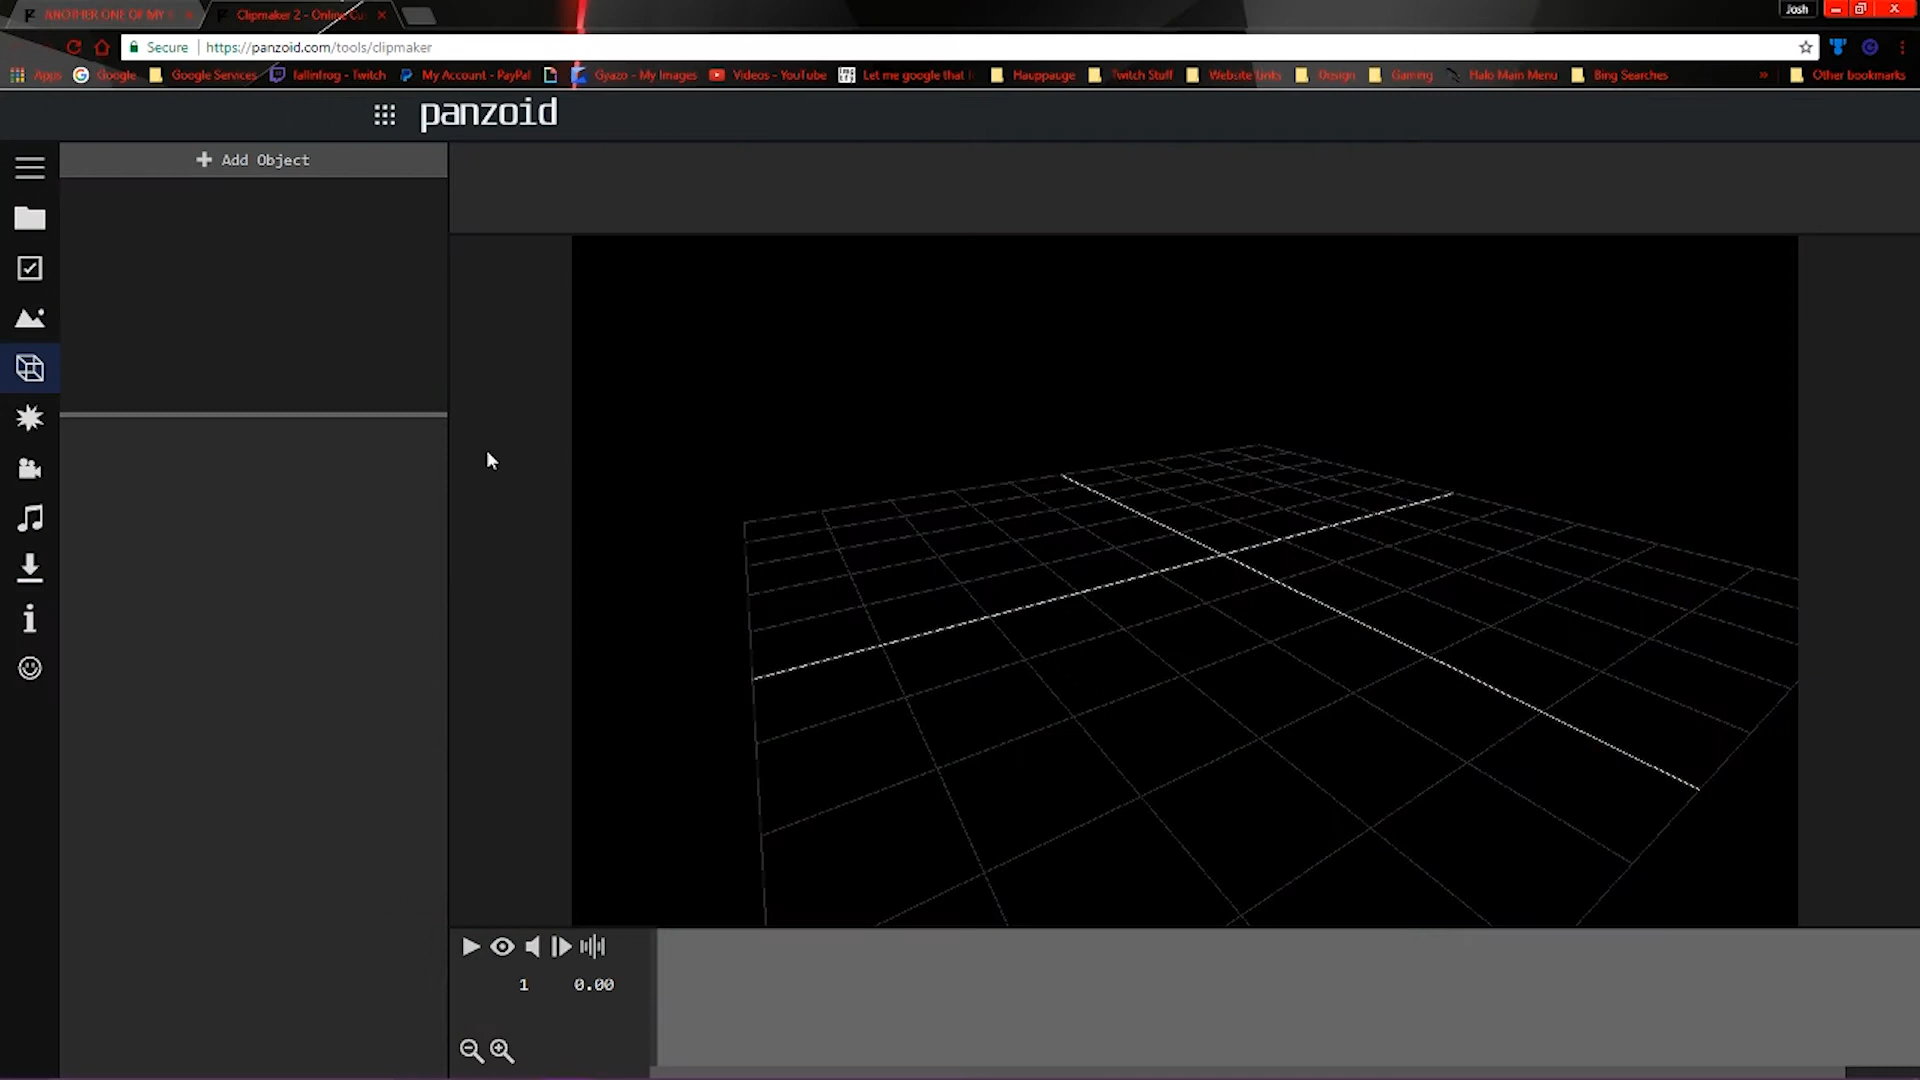 ANOTHER ONE OF MY
Clipmaker 2 - Online Cu
Josh
Secure
https://panzoid.com/tools/clipmaker
Apps
Google
Google Services
fallinfrog - Twitch
My Account - PayPal
Gyazo - My Images
Videos - YouTube
Let me google that
Hauppauge
Twitch Stuff
Website Links
Design
Gaming
Halo Main Menu
Bing Searches
»
Other bookmarks
panzoid
+ Add Object
1 0.00